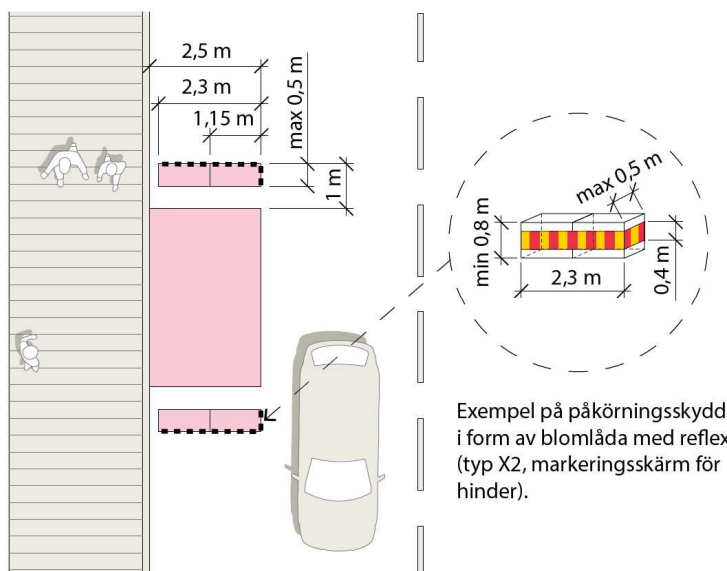 2,5 m
2,3 m
1,15 m
max 0,5 m
1 m
max 0,5 m
min 0,8 m
2,3 m
0,4 m
Exempel på påkörningsskydd
i form av blomlåda med reflex
(typ X2, markeringsskärm för
hinder).